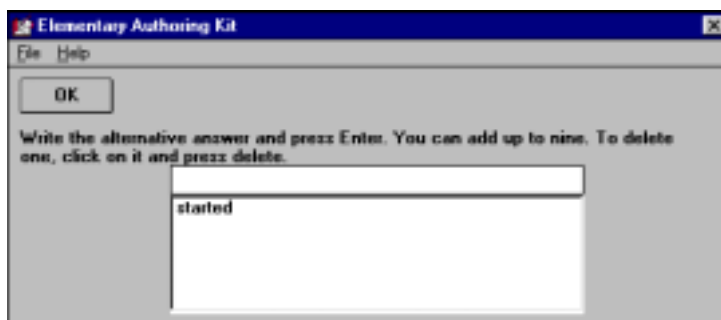 Elementary Authoring Kit
File Help
OK
Write the alternative answer and press Enter. You can add up to nine. To delete
one, click on it and press delete.
started